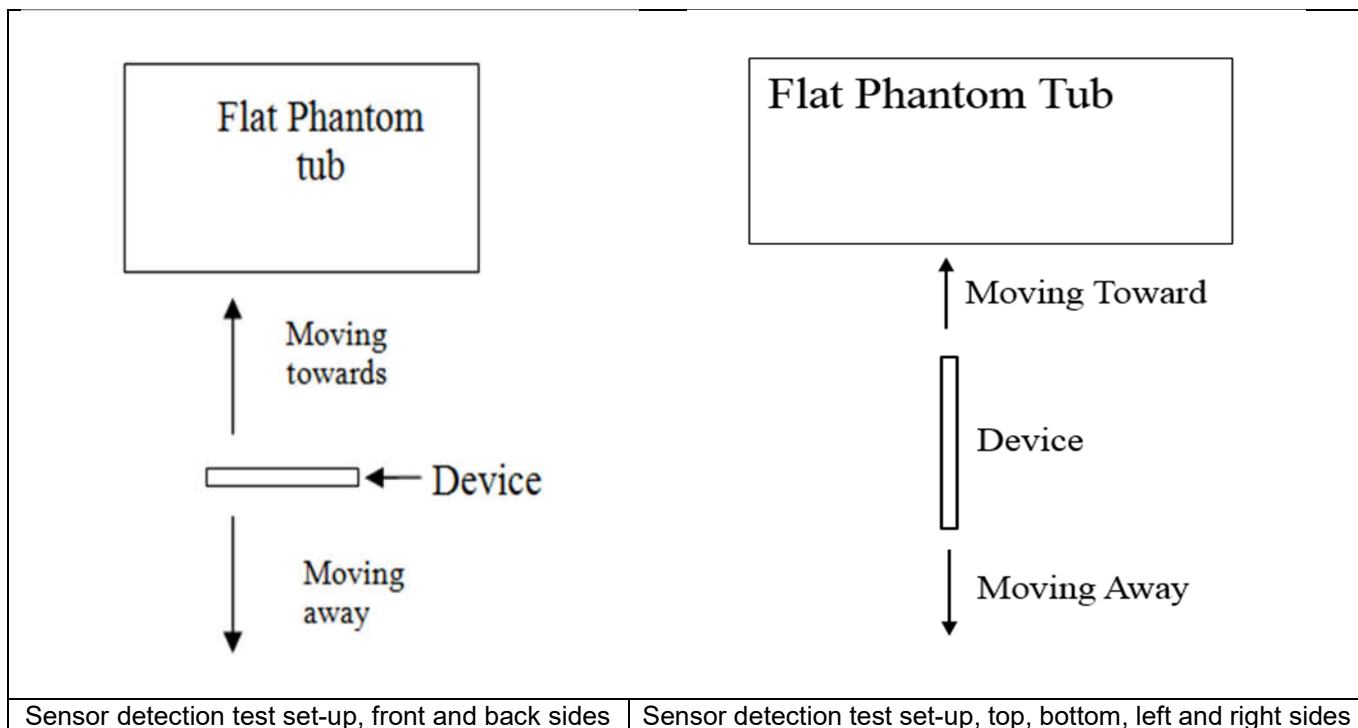 Flat Phantom
tub
Moving
towards
Device
Moving
away
Flat Phantom Tub
Moving Toward
Device
Moving Away
Sensor detection test set-up, front and back sides
Sensor detection test set-up, top, bottom, left and right sides